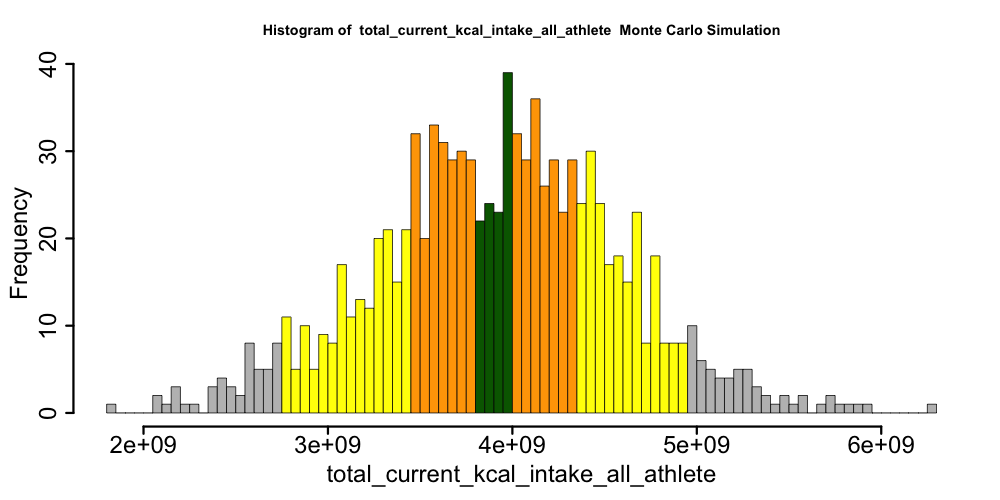 Histogram of  total_current_kcal_intake_all_athlete  Monte Carlo Simulation
Frequency
40
30
20
10
0
2e+09 3e+09 4e+09 5e+09 6e+09
total_current_kcal_intake_all_athlete